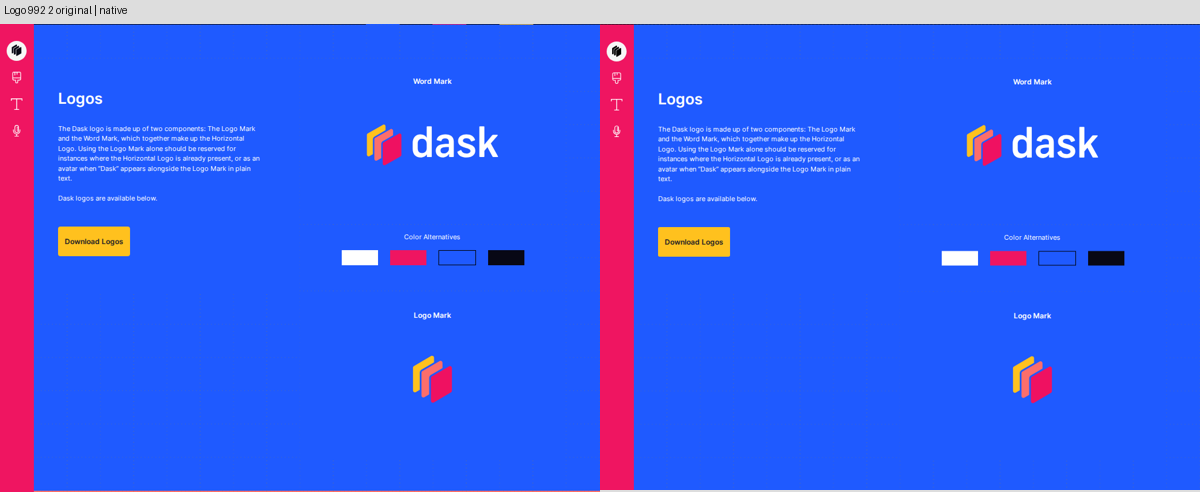 Logo 992 2 original | native
Logos
The Dask logo is made up of two components: The Logo Mark
and the Word Mark, which together make up the Horizontal
Logo. Using the Logo Mark alone should be reserved for
instances where the Horizontal Logo is already present, or as an
avatar when "Dask" appears alongside the Logo Mark in plain
text.
Dask logos are available below.
Download Logos
Word Mark
dask
Color Alternatives
Logo Mark
Logos
The Dask logo is made up of two components: The Logo Mark
and the Word Mark, which together make up the Horizontal
Logo. Using the Logo Mark alone should be reserved for
instances where the Horizontal Logo is already present, or as an
avatar when "Dask" appears alongside the Logo Mark in plain
text.
Dask logos are available below.
Download Logos
Word Mark
dask
Color Alternatives
Logo Mark